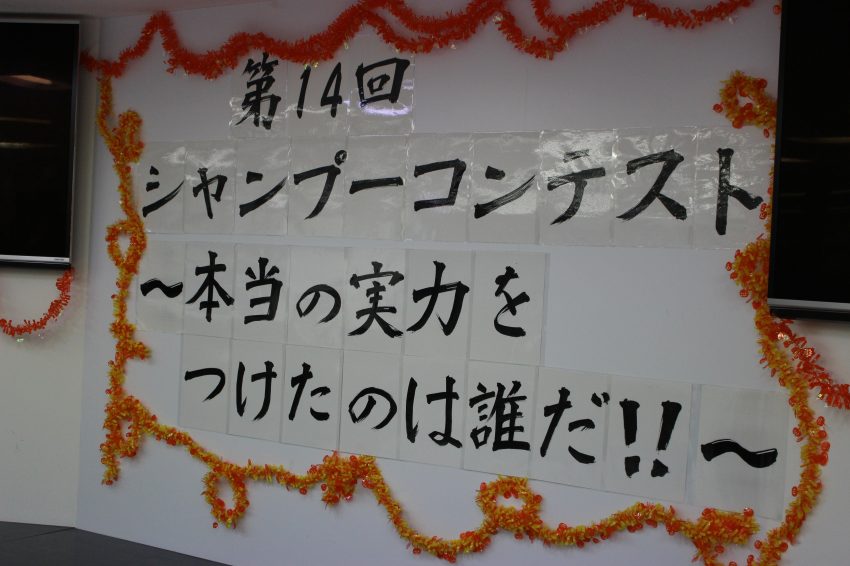 第14回
シャンプーコンテスト
～本当の実力を
つけたのは誰だ!!～